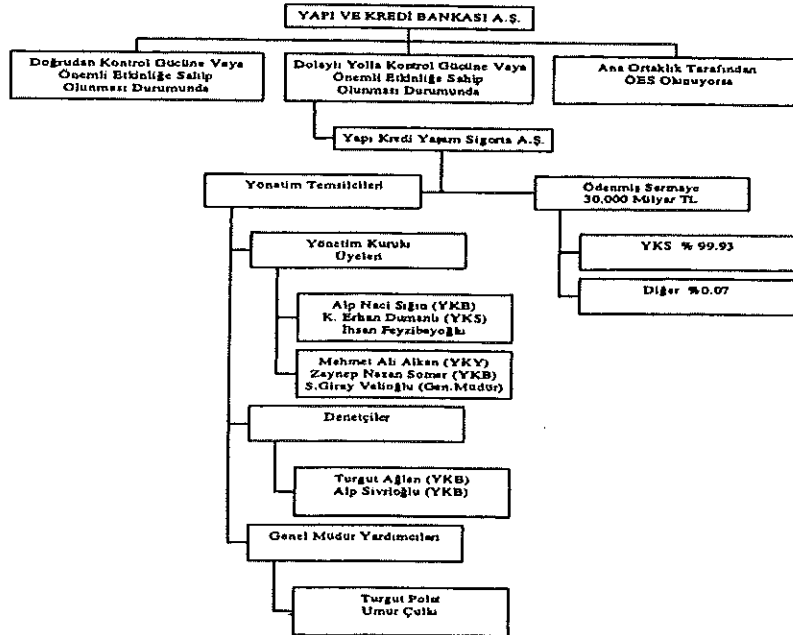 YAPI VE KREDİ BANKASI A.Ş.
Doğrudan Kontrol Gücüne Veya
Önemli Etkinliğe Sahip
Olunması Durumunda
Dolaylı Yolla Kontrol Gücüne Veya
Önemli Etkinliğe Sahip
Olunması Durumunda
Ana Ortaklık Tarafından
ÖES Olunuyorsa
Yapı Kredi Yaşam Sigorta A.Ş.
Yönetim Temsilcileri
Ödenmiş Sermaye
30,000 Milyar TL
Yönetim Kurulu
Üyeleri
YKS % 99.93
Diğer %0.07
Alp Naci Sığın (YKB)
K. Erhan Dumanlı (YKS)
İhsan Feyzibeyoğlu
Mehmet Ali Alkan (YKY)
Zeynep Nazan Somer (YKB)
S.Giray Velioğlu (Gen.Müdür)
Denetçiler
Turgut Ağlan (YKB)
Alp Sivrioğlu (YKB)
Genel Müdür Yardımcıları
Turgut Polat
Umur Çullu